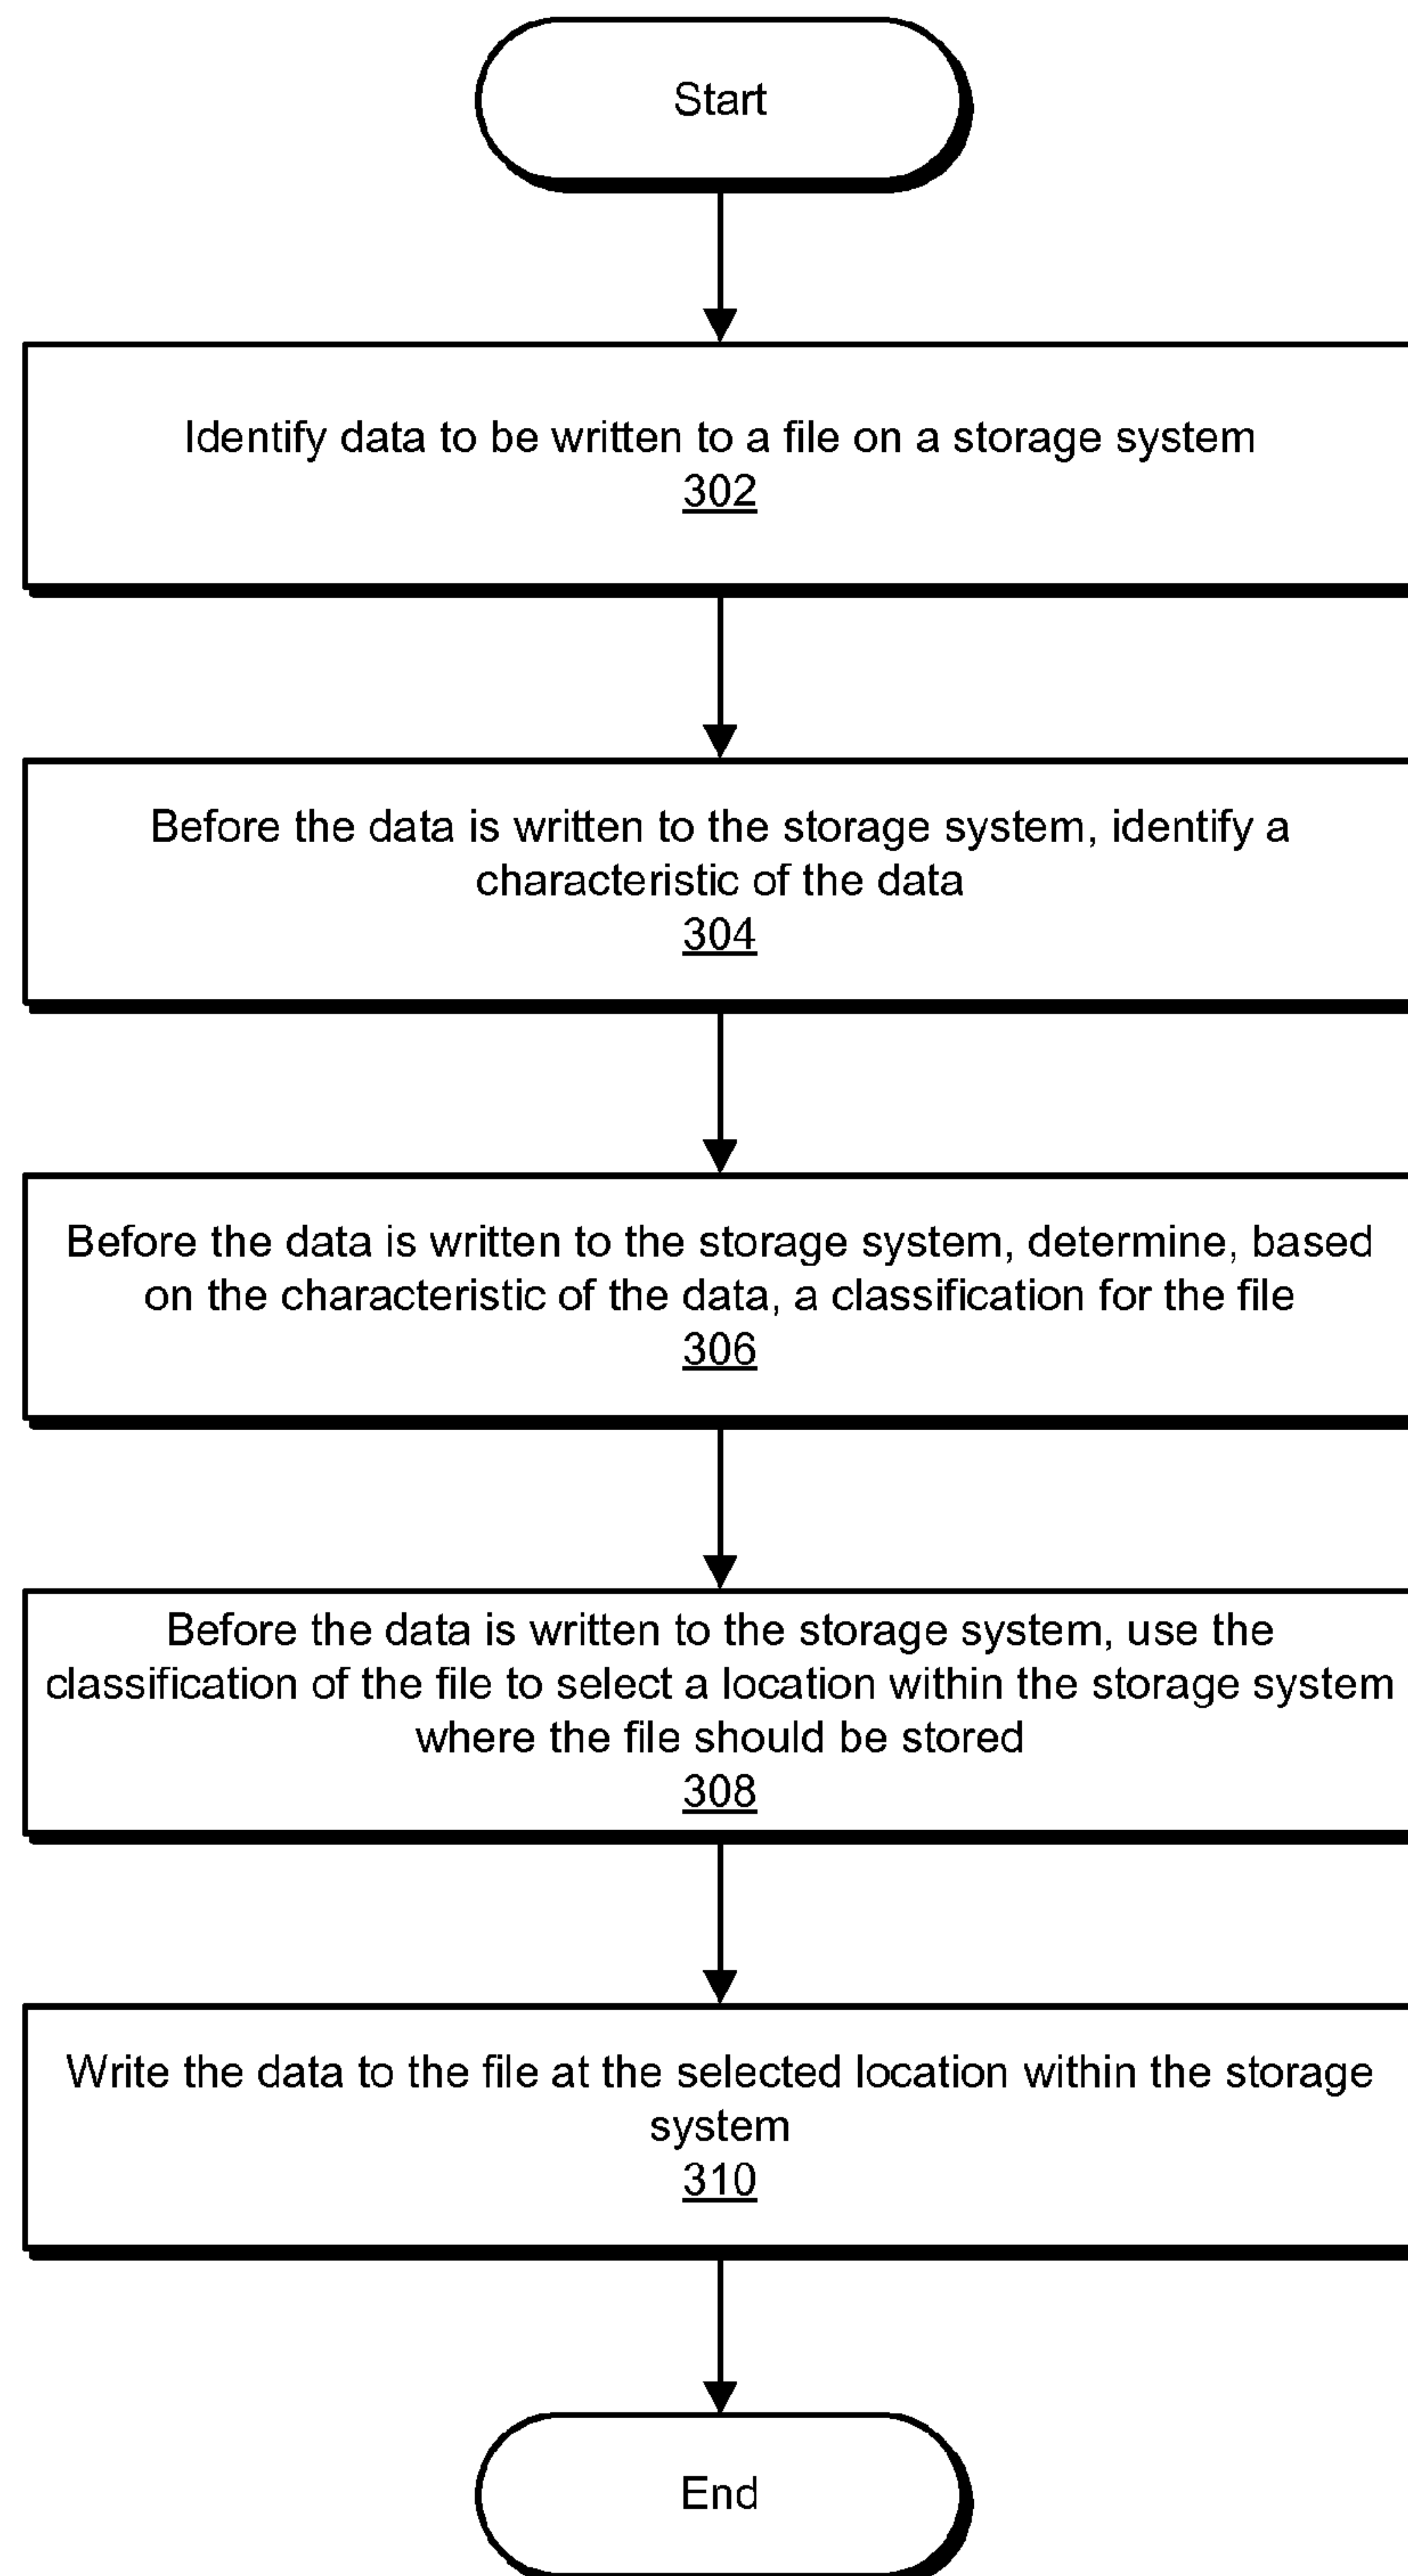 Start
Identify data to be written to a file on a storage system
302
Before the data is written to the storage system, identify a
characteristic of the data
304
Before the data is written to the storage system, determine, based
on the characteristic of the data, a classification for the file
306
Before the data is written to the storage system, use the
classification of the file to select a location within the storage system
where the file should be stored
308
Write the data to the file at the selected location within the storage
system
310
End